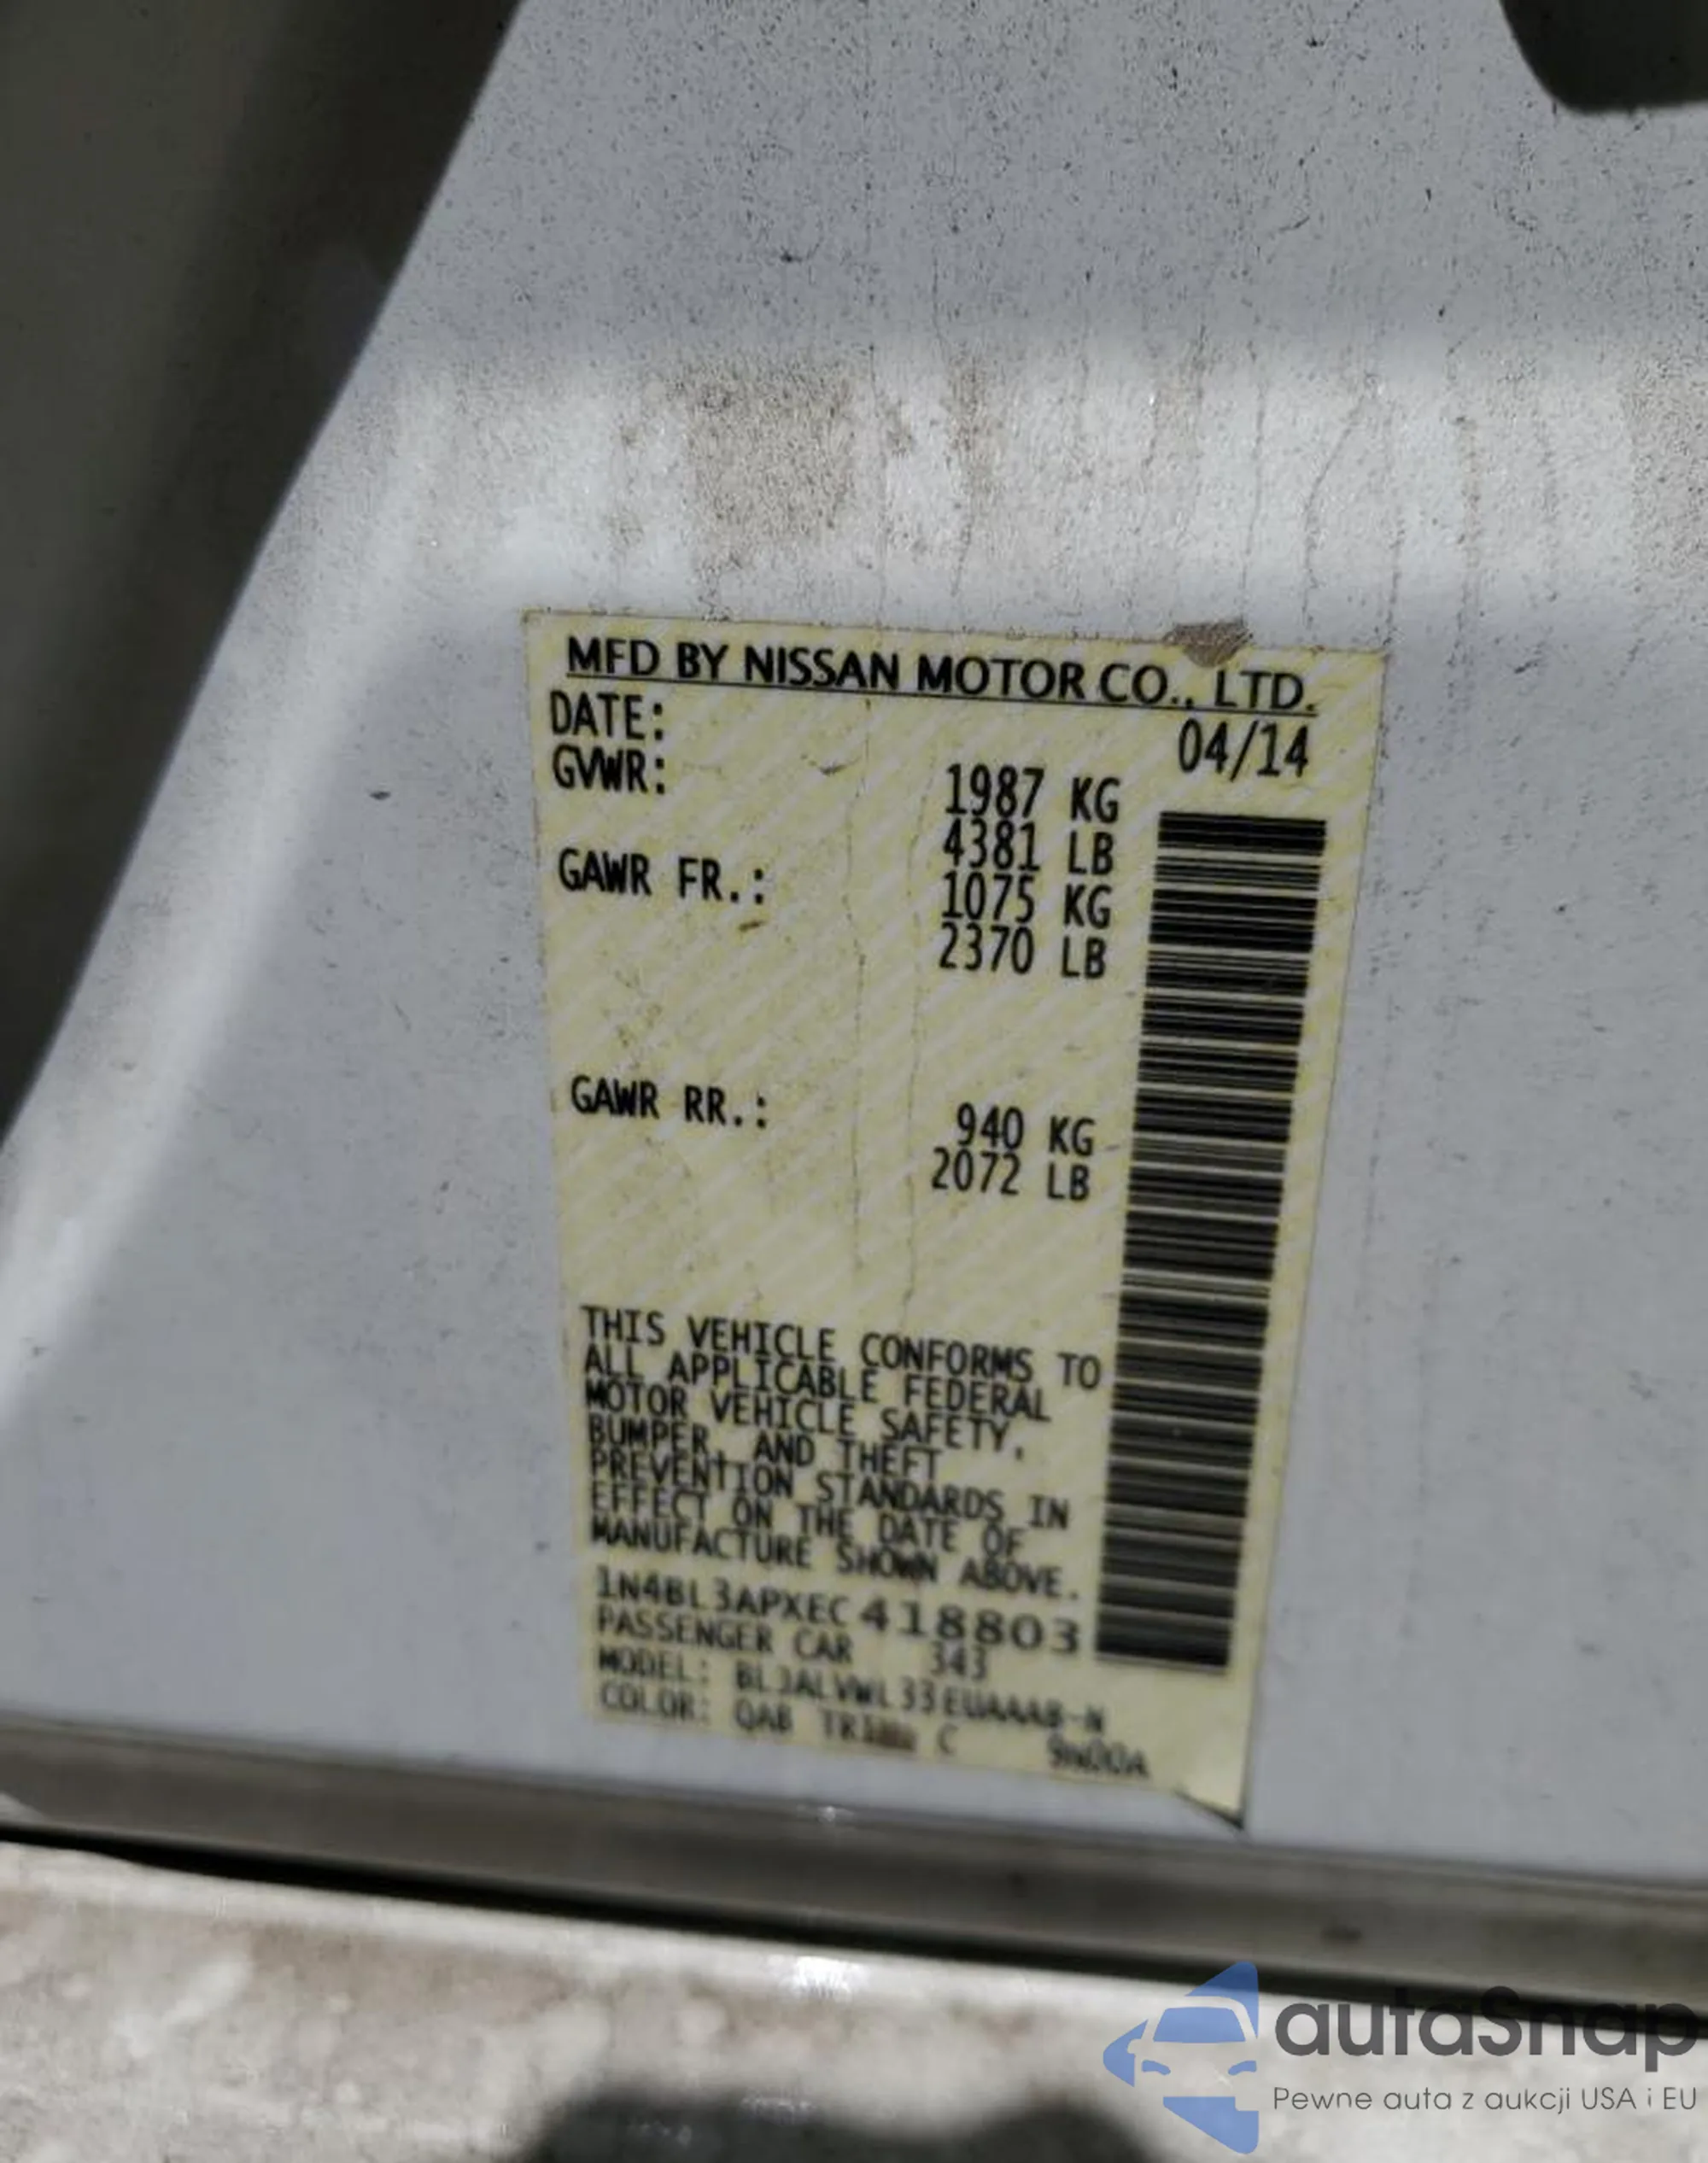 MFD BY NISSAN MOTOR CO., LTD.
DATE: 04/14
GVWR: 1987 KG
4381 LB
GAWR FR.: 1075 KG
2370 LB
GAWR RR.: 940 KG
2072 LB
THIS VEHICLE CONFORMS TO
ALL APPLICABLE FEDERAL
MOTOR VEHICLE SAFETY,
BUMPER, AND THEFT
PREVENTION STANDARDS IN
EFFECT ON THE DATE OF
MANUFACTURE SHOWN ABOVE.
1N4BL3APXEC418803
PASSENGER CAR 343
MODEL: BL3ALVWL33EUAAAB-N
COLOR: QAB C
autaSnap
Pewne auta z aukcji USA i EU